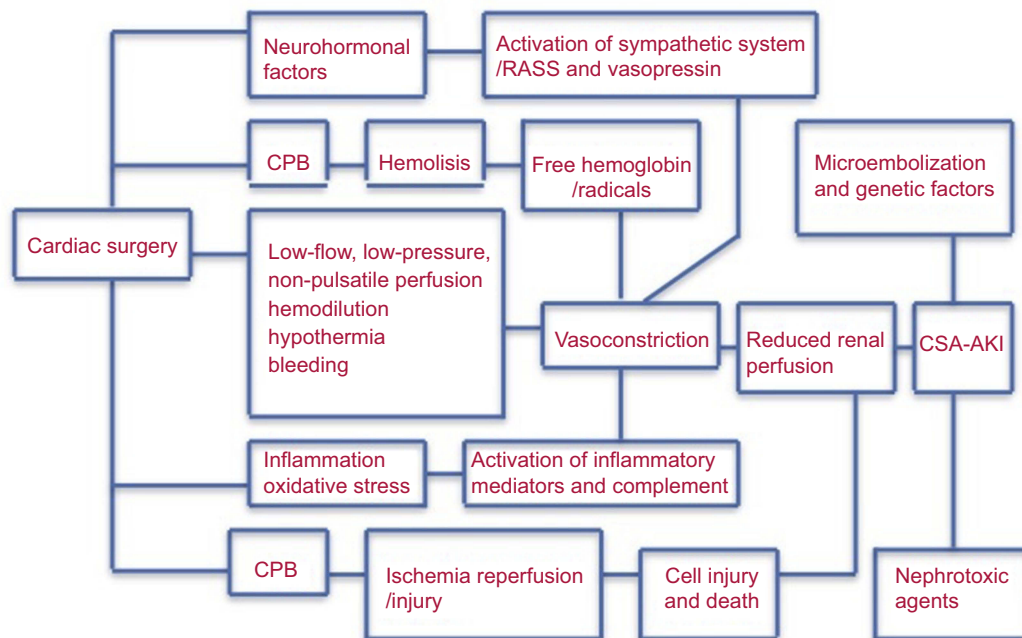 Neurohormonal
factors
Activation of sympathetic system
/RASS and vasopressin
CPB
Hemolisis
Free hemoglobin
/radicals
Microembolization
and genetic factors
Cardiac surgery
Low-flow, low-pressure,
non-pulsatile perfusion
hemodilution
hypothermia
bleeding
Vasoconstriction
Reduced renal
perfusion
CSA-AKI
Inflammation
oxidative stress
Activation of inflammatory
mediators and complement
CPB
Ischemia reperfusion
/injury
Cell injury
and death
Nephrotoxic
agents